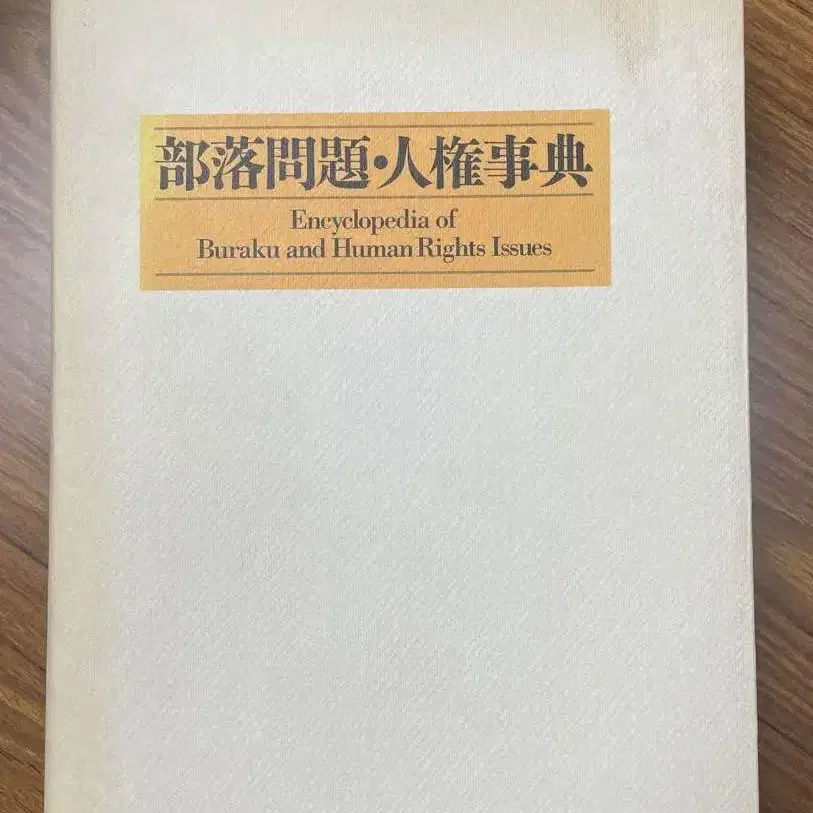 部落問題・人権事典
Encyclopedia of
Buraku and Human Rights Issues